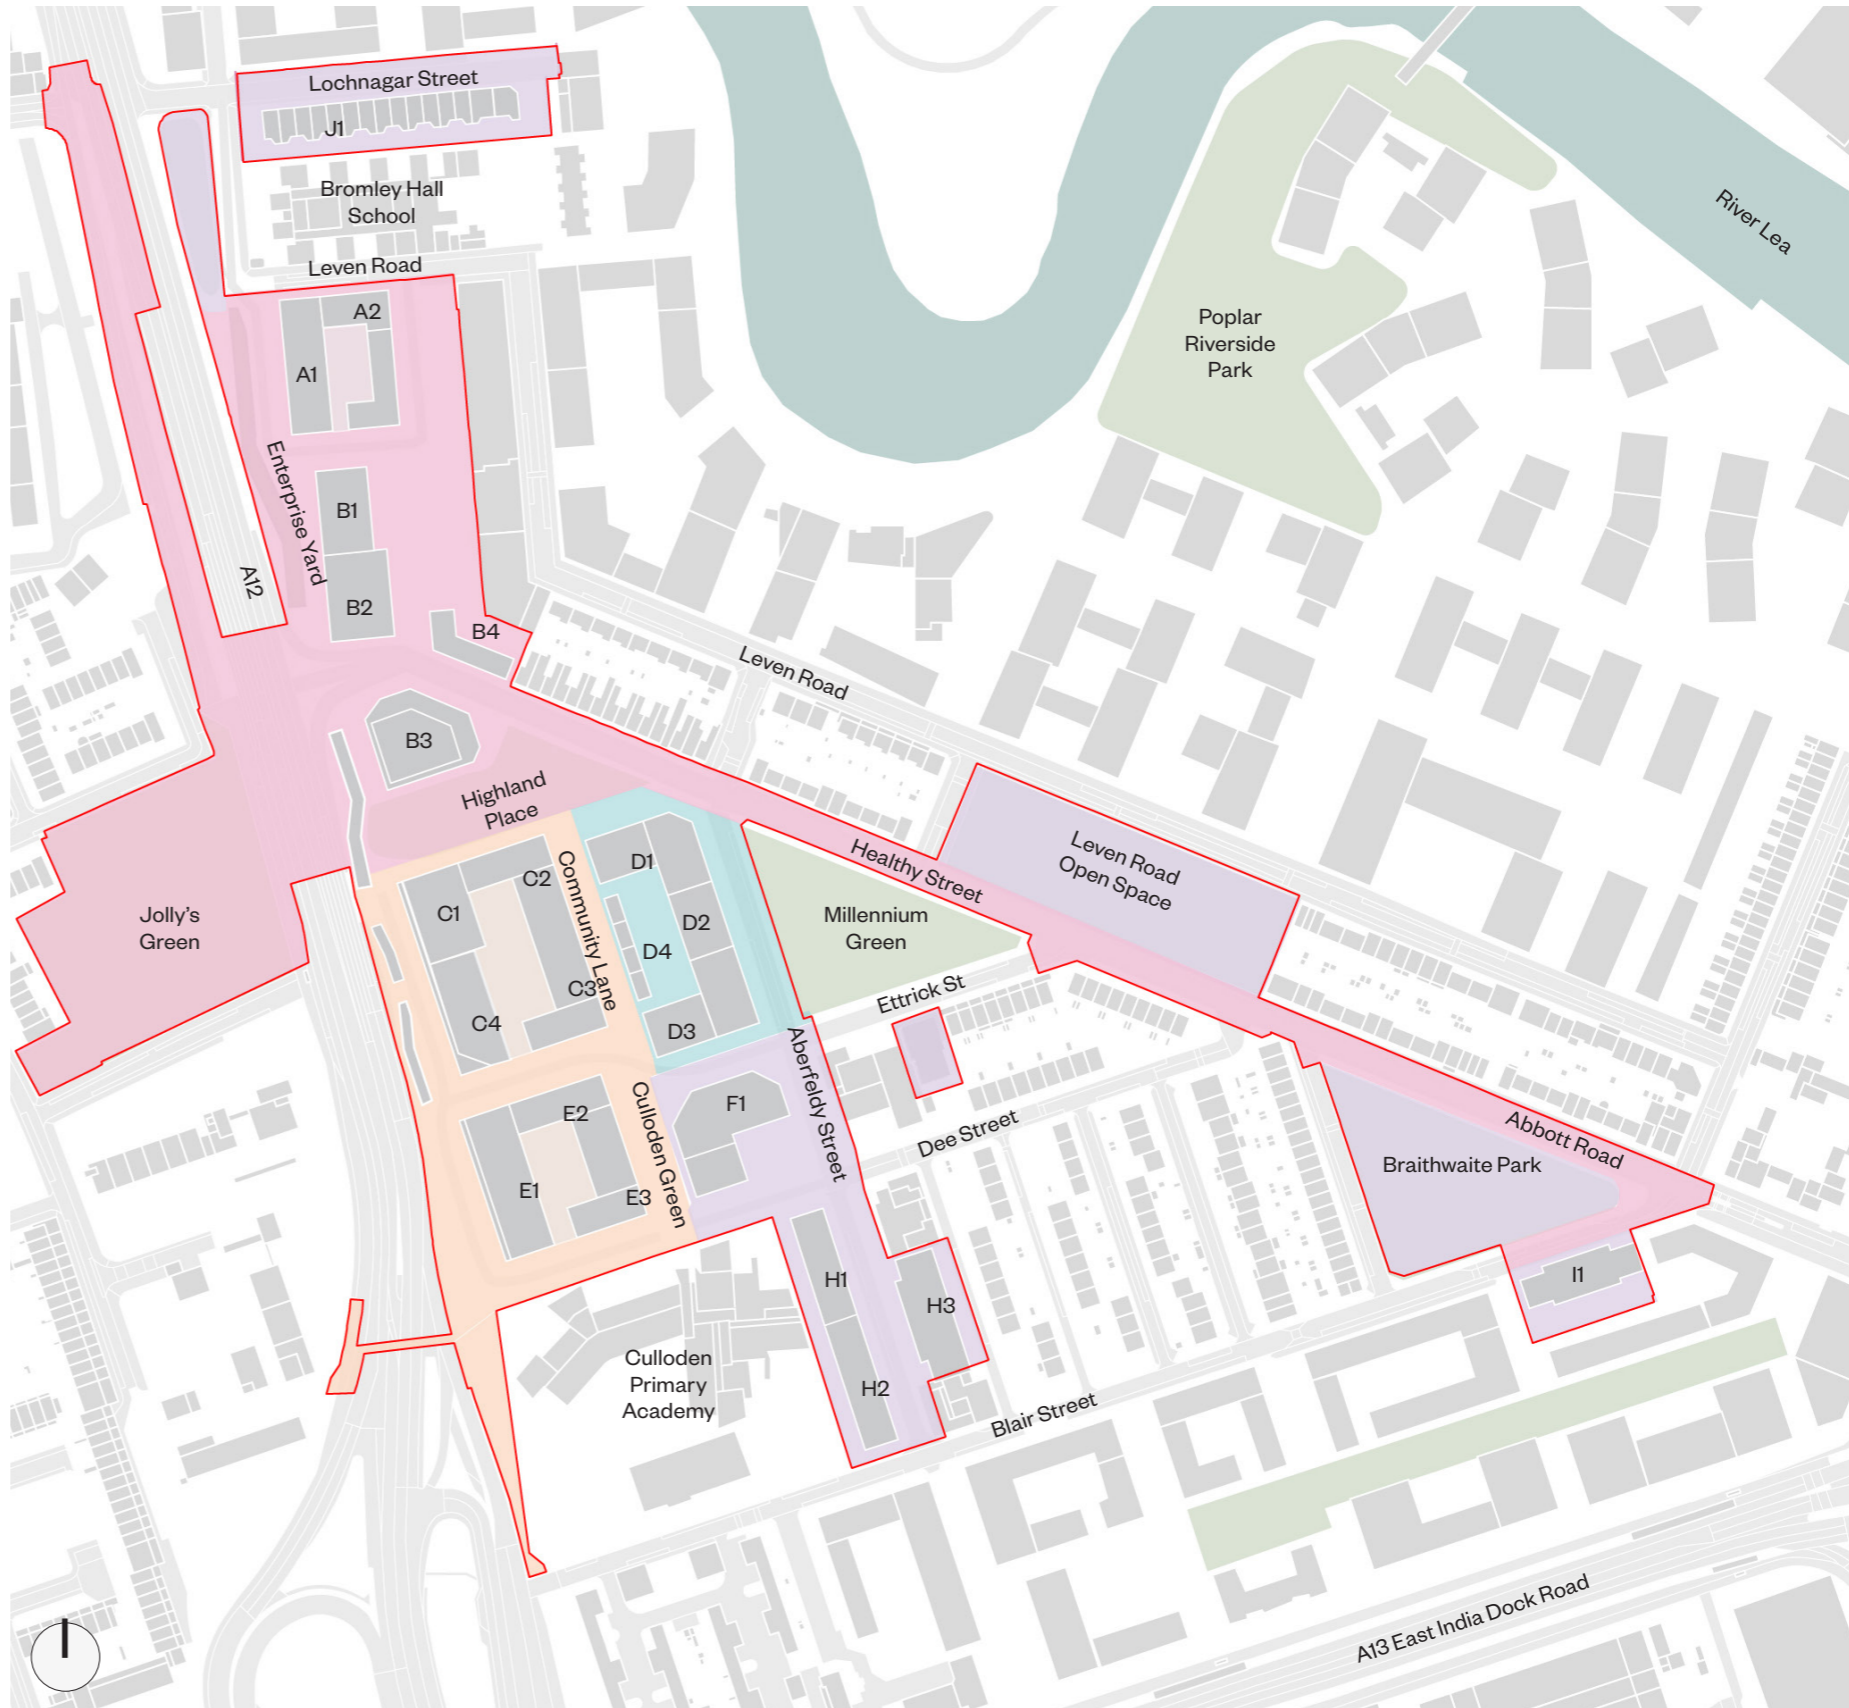 Lochnagar Street
J1
Bromley Hall
School
River Lea
Leven Road
A2
Poplar
Riverside
Park
A1
Enterprise Yard
B1
A12
B2
B4
Leven Road
B3
Highland
Place
Leven Road
Open Space
Healthy Street
D1
C2
Community Lane
Jolly's
Green
C1
D2
Millennium
Green
D4
C3
Ettrick St
C4
D3
Aberfeldy Street
F1
E2
Culloden Green
Dee Street
Abbott Road
Braithwaite Park
E1
E3
H1
I1
H3
Culloden
Primary
Academy
H2
Blair Street
A13 East India Dock Road